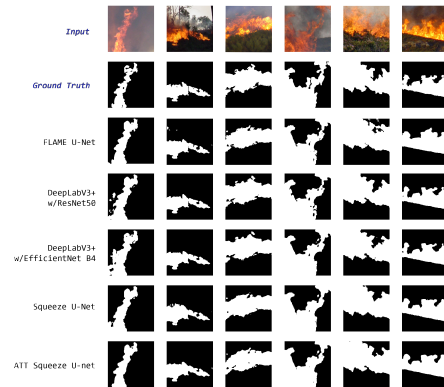 Input
Ground Truth
FLAME U-Net
DeepLabV3+
w/ResNet50
DeepLabV3+
w/EfficientNet B4
Squeeze U-Net
ATT Squeeze U-net